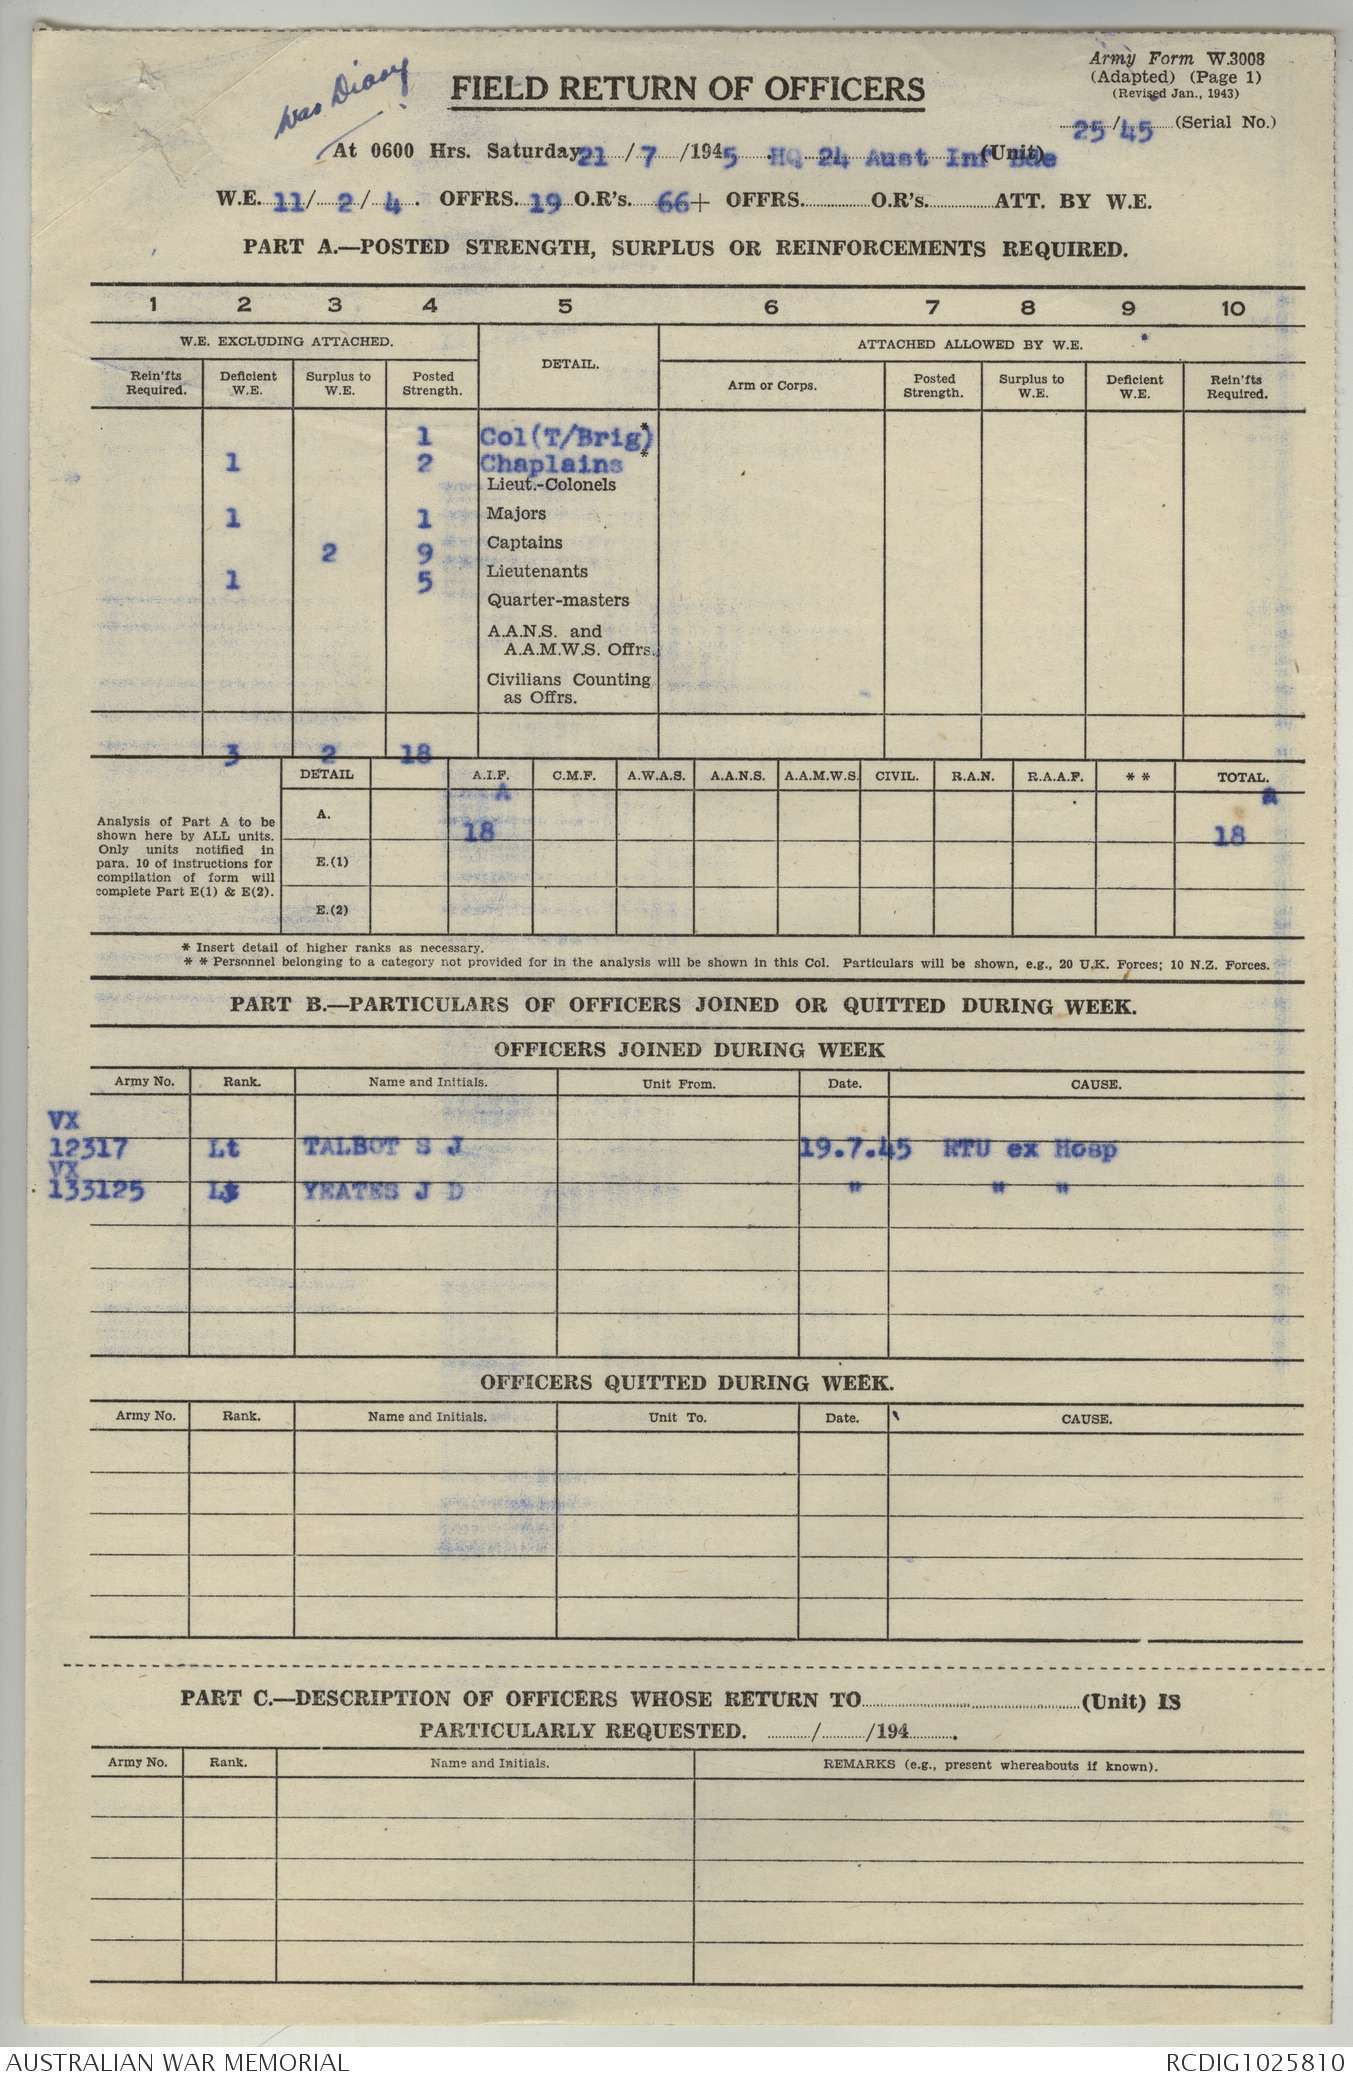 War Diary
Army Form W.3008
(Adapted) (Page 1)
(Revised Jan., 1943)
FIELD RETURN OF OFFICERS
25/45 (Serial No.)
At 0600 Hrs. Saturday 21/7/1945. HQ 24 Aust Inf Bde (Unit)
W.E. 11/2/4. OFFRS. 19 O.R's. 66+ OFFRS. O.R's. ATT. BY W.E.
PART A.—POSTED STRENGTH, SURPLUS OR REINFORCEMENTS REQUIRED.
1 2 3 4 5 6 7 8 9 10
W.E. EXCLUDING ATTACHED. DETAIL. ATTACHED ALLOWED BY W.E.
Rein'fts Required. Deficient W.E. Surplus to W.E. Posted Strength. Arm or Corps. Posted Strength. Surplus to W.E. Deficient W.E. Rein'fts Required.
1 Col(T/Brig) *
1 2 Chaplains *
Lieut.-Colonels
1 1 Majors
2 9 Captains
1 5 Lieutenants
Quarter-masters
A.A.N.S. and
A.A.M.W.S. Offrs.
Civilians Counting
as Offrs.
3 2 18
DETAIL A.I.F. C.M.F. A.W.A.S. A.A.N.S. A.A.M.W.S. CIVIL. R.A.N. R.A.A.F. * * TOTAL.
Analysis of Part A to be
shown here by ALL units.
Only units notified in
para. 10 of instructions for
compilation of form will
complete Part E(1) & E(2).
A. A 18 18
E.(1)
E.(2)
* Insert detail of higher ranks as necessary.
* * Personnel belonging to a category not provided for in the analysis will be shown in this Col. Particulars will be shown, e.g., 20 U.K. Forces; 10 N.Z. Forces.
PART B.—PARTICULARS OF OFFICERS JOINED OR QUITTED DURING WEEK.
OFFICERS JOINED DURING WEEK
Army No. Rank. Name and Initials. Unit From. Date. CAUSE.
VX
12317 Lt TALBOT S J 19.7.45 RTU ex Hosp
VX
133125 Lt YEATES J D " " "
OFFICERS QUITTED DURING WEEK.
Army No. Rank. Name and Initials. Unit To. Date. CAUSE.
PART C.—DESCRIPTION OF OFFICERS WHOSE RETURN TO (Unit) IS
PARTICULARLY REQUESTED. / /194 .
Army No. Rank. Name and Initials. REMARKS (e.g., present whereabouts if known).
AUSTRALIAN WAR MEMORIAL RCDIG1025810